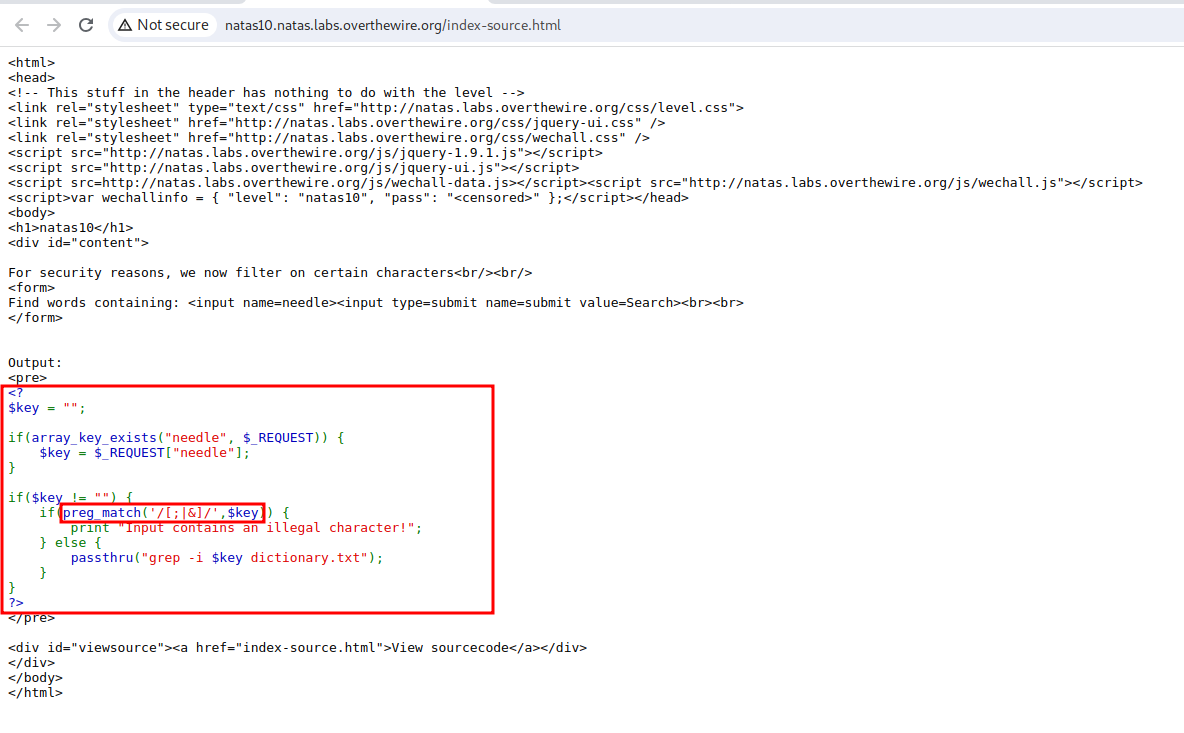 Not secure natas10.natas.labs.overthewire.org/index-source.html
<html>
<head>
<!-- This stuff in the header has nothing to do with the level -->
<link rel="stylesheet" type="text/css" href="http://natas.labs.overthewire.org/css/level.css">
<link rel="stylesheet" href="http://natas.labs.overthewire.org/css/jquery-ui.css" />
<link rel="stylesheet" href="http://natas.labs.overthewire.org/css/wechall.css" />
<script src="http://natas.labs.overthewire.org/js/jquery-1.9.1.js"></script>
<script src="http://natas.labs.overthewire.org/js/jquery-ui.js"></script>
<script src=http://natas.labs.overthewire.org/js/wechall-data.js></script><script src="http://natas.labs.overthewire.org/js/wechall.js"></script>
<script>var wechallinfo = { "level": "natas10", "pass": "<censored>" };</script></head>
<body>
<h1>natas10</h1>
<div id="content">
For security reasons, we now filter on certain characters<br/><br/>
<form>
Find words containing: <input name=needle><input type=submit name=submit value=Search><br><br>
</form>
Output:
<pre>
<?
$key = "";
if(array_key_exists("needle", $_REQUEST)) {
    $key = $_REQUEST["needle"];
}
if($key != "") {
    if(preg_match('/[;|&]/',$key)) {
        print "Input contains an illegal character!";
    } else {
        passthru("grep -i $key dictionary.txt");
    }
}
?>
</pre>
<div id="viewsource"><a href="index-source.html">View sourcecode</a></div>
</div>
</body>
</html>